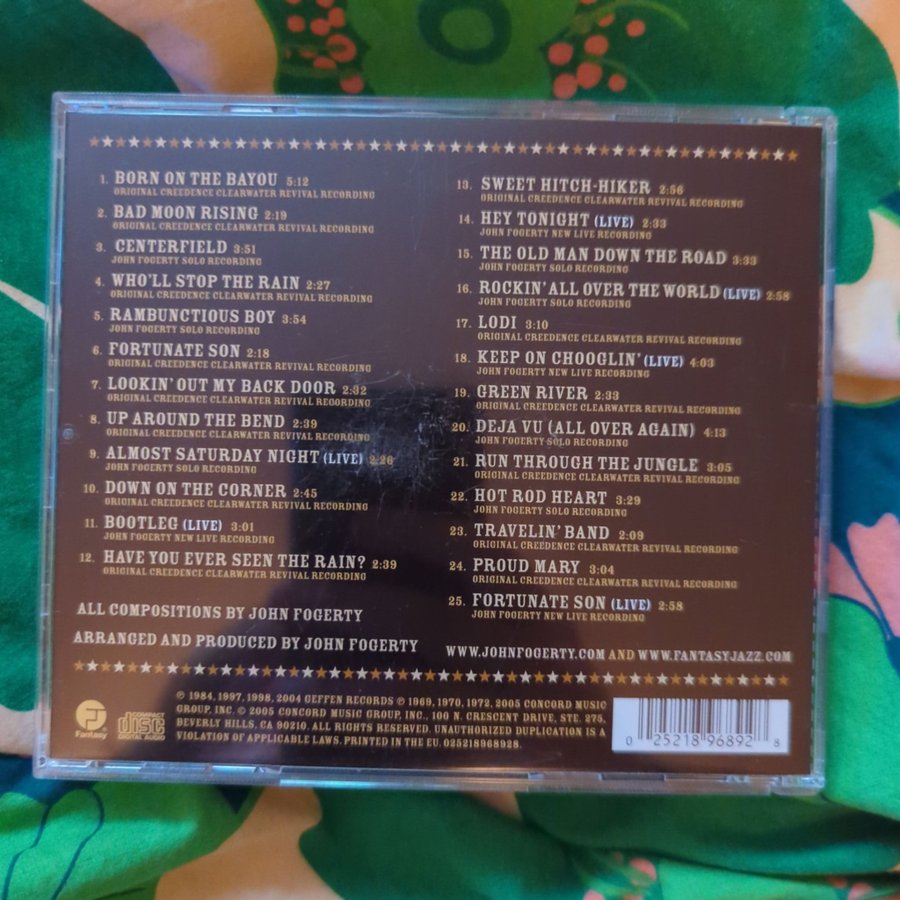 1. BORN ON THE BAYOU 5:12
ORIGINAL CREEDENCE CLEARWATER REVIVAL RECORDING
2. BAD MOON RISING 2:19
ORIGINAL CREEDENCE CLEARWATER REVIVAL RECORDING
3. CENTERFIELD 3:51
JOHN FOGERTY SOLO RECORDING
4. WHO'LL STOP THE RAIN 2:27
ORIGINAL CREEDENCE CLEARWATER REVIVAL RECORDING
5. RAMBUNCTIOUS BOY 3:54
JOHN FOGERTY SOLO RECORDING
6. FORTUNATE SON 2:18
ORIGINAL CREEDENCE CLEARWATER REVIVAL RECORDING
7. LOOKIN' OUT MY BACK DOOR 2:32
ORIGINAL CREEDENCE CLEARWATER REVIVAL RECORDING
8. UP AROUND THE BEND 2:39
ORIGINAL CREEDENCE CLEARWATER REVIVAL RECORDING
9. ALMOST SATURDAY NIGHT (LIVE) 2:26
JOHN FOGERTY SOLO RECORDING
10. DOWN ON THE CORNER 2:45
ORIGINAL CREEDENCE CLEARWATER REVIVAL RECORDING
11. BOOTLEG (LIVE) 3:01
JOHN FOGERTY NEW LIVE RECORDING
12. HAVE YOU EVER SEEN THE RAIN? 2:39
ORIGINAL CREEDENCE CLEARWATER REVIVAL RECORDING
13. SWEET HITCH-HIKER 2:56
ORIGINAL CREEDENCE CLEARWATER REVIVAL RECORDING
14. HEY TONIGHT (LIVE) 2:33
JOHN FOGERTY NEW LIVE RECORDING
15. THE OLD MAN DOWN THE ROAD 3:33
JOHN FOGERTY SOLO RECORDING
16. ROCKIN' ALL OVER THE WORLD (LIVE) 2:58
JOHN FOGERTY SOLO RECORDING
17. LODI 3:10
ORIGINAL CREEDENCE CLEARWATER REVIVAL RECORDING
18. KEEP ON CHOOGLIN' (LIVE) 4:03
JOHN FOGERTY NEW LIVE RECORDING
19. GREEN RIVER 2:33
ORIGINAL CREEDENCE CLEARWATER REVIVAL RECORDING
20. DEJA VU (ALL OVER AGAIN) 4:13
JOHN FOGERTY SOLO RECORDING
21. RUN THROUGH THE JUNGLE 3:05
ORIGINAL CREEDENCE CLEARWATER REVIVAL RECORDING
22. HOT ROD HEART 3:29
JOHN FOGERTY SOLO RECORDING
23. TRAVELIN' BAND 2:09
ORIGINAL CREEDENCE CLEARWATER REVIVAL RECORDING
24. PROUD MARY 3:04
ORIGINAL CREEDENCE CLEARWATER REVIVAL RECORDING
25. FORTUNATE SON (LIVE) 2:58
JOHN FOGERTY NEW LIVE RECORDING
ALL COMPOSITIONS BY JOHN FOGERTY
ARRANGED AND PRODUCED BY JOHN FOGERTY
WWW.JOHNFOGERTY.COM AND WWW.FANTASYJAZZ.COM
Fantasy®
COMPACT
disc
DIGITAL AUDIO
℗ 1984, 1997, 1998, 2004 GEFFEN RECORDS ℗ 1969, 1970, 1972, 2005 CONCORD MUSIC
GROUP, INC. © 2005 CONCORD MUSIC GROUP, INC., 100 N. CRESCENT DRIVE, STE. 275,
BEVERLY HILLS, CA 90210. ALL RIGHTS RESERVED. UNAUTHORIZED DUPLICATION IS A
VIOLATION OF APPLICABLE LAWS. PRINTED IN THE EU. 025218968928.
0 25218 96892 8